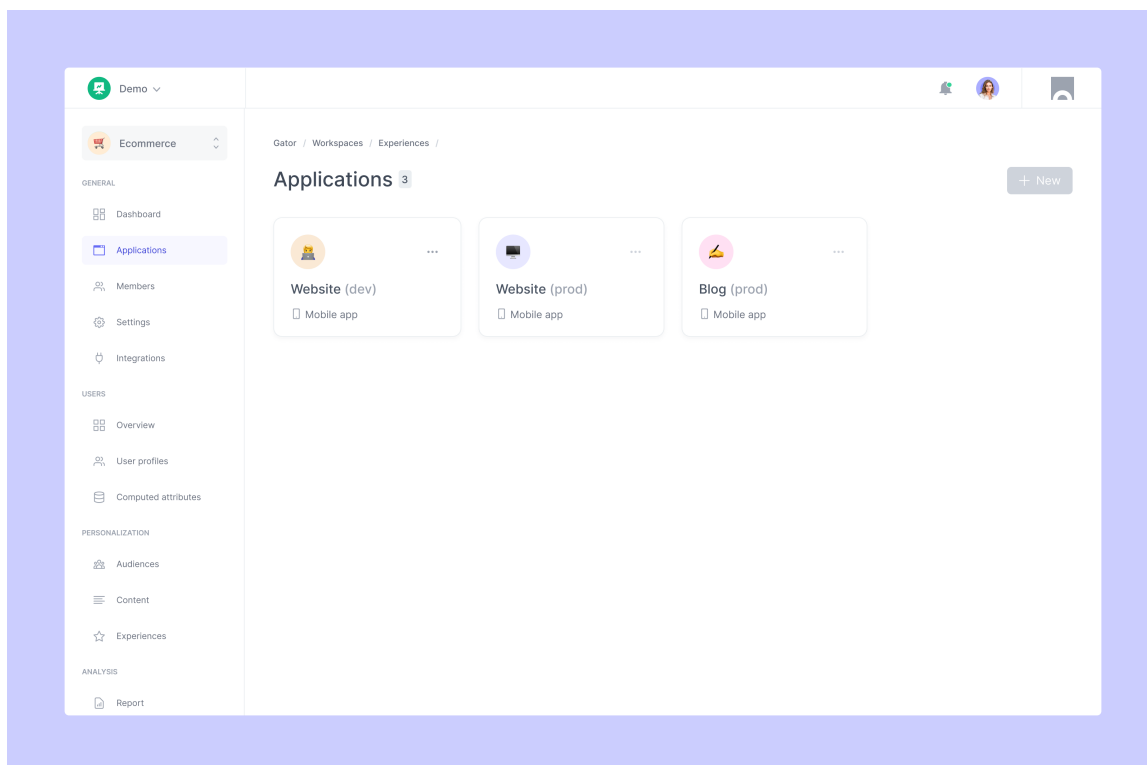 Demo
Ecommerce
GENERAL
Dashboard
Applications
Members
Settings
Integrations
USERS
Overview
User profiles
Computed attributes
PERSONALIZATION
Audiences
Content
Experiences
ANALYSIS
Report
Gator / Workspaces / Experiences /
Applications 3
+ New
Website (dev)
Mobile app
Website (prod)
Mobile app
Blog (prod)
Mobile app